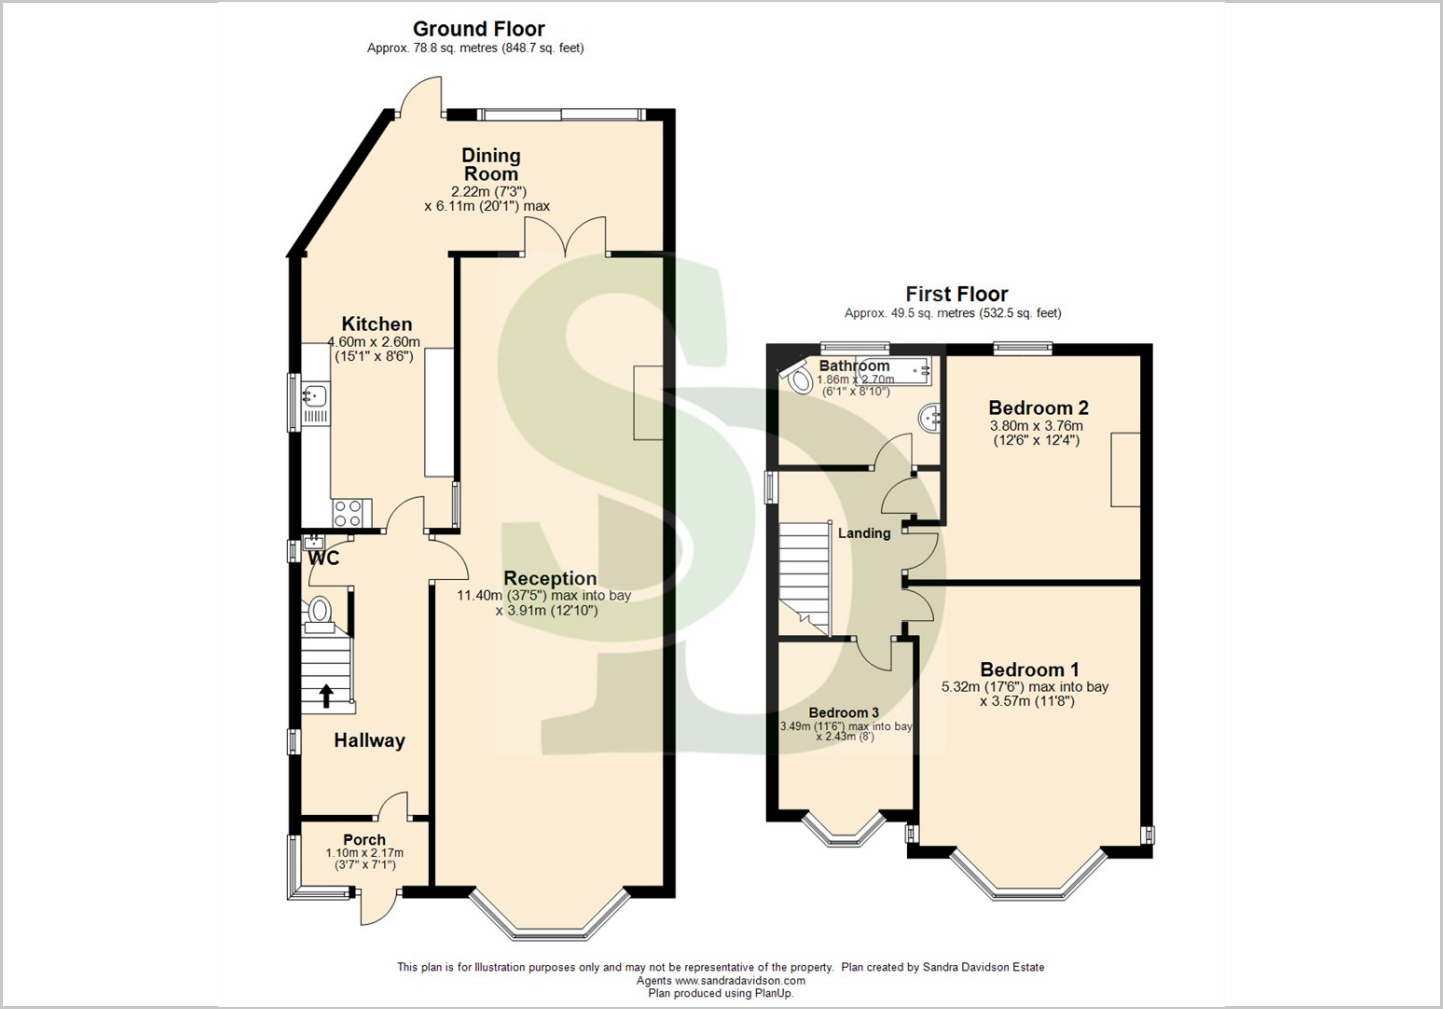 Ground Floor
Approx. 78.8 sq. metres (848.7 sq. feet)
Dining
Room
2.22m (7'3")
x 6.11m (20'1") max
Kitchen
4.60m x 2.60m
(15'1" x 8'6")
WC
Reception
11.40m (37'5") max into bay
x 3.91m (12'10")
Hallway
Porch
1.10m x 2.17m
(3'7" x 7'1")
First Floor
Approx. 49.5 sq. metres (532.5 sq. feet)
Bathroom
1.86m x 2.70m
(6'1" x 8'10")
Bedroom 2
3.80m x 3.76m
(12'6" x 12'4")
Landing
Bedroom 1
5.32m (17'6") max into bay
x 3.57m (11'8")
Bedroom 3
3.49m (11'6") max into bay
x 2.43m (8')
SD
This plan is for Illustration purposes only and may not be representative of the property.  Plan created by Sandra Davidson Estate
Agents www.sandradavidson.com
Plan produced using PlanUp.